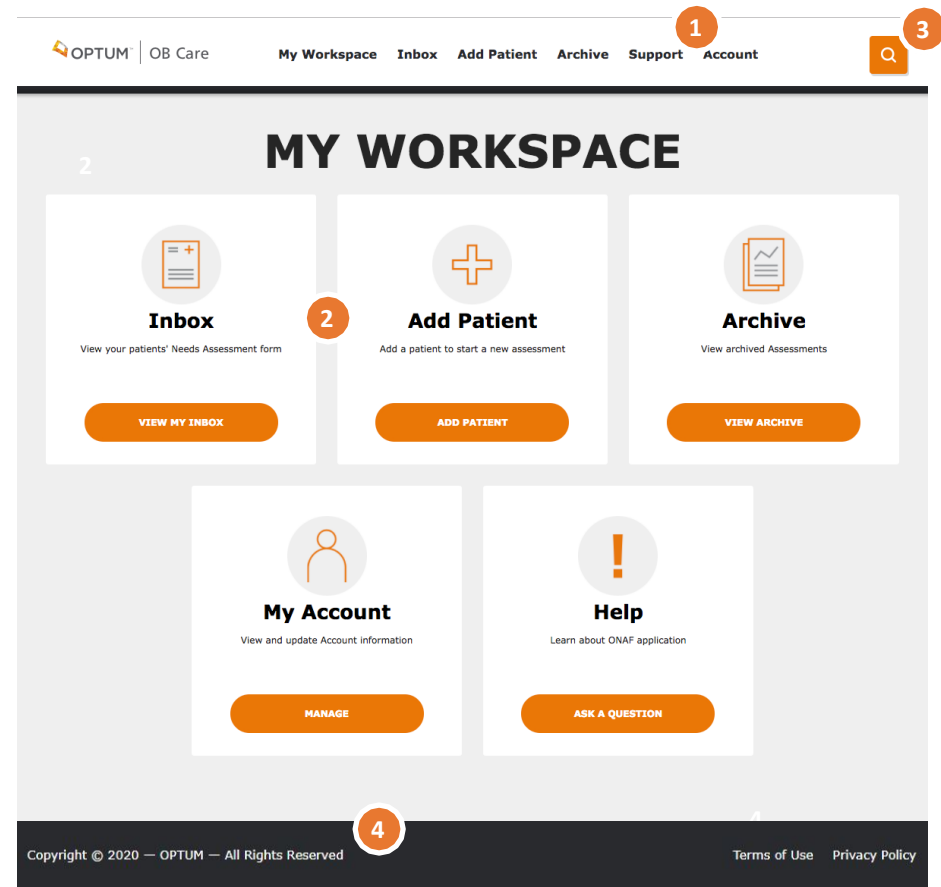 1
3
OPTUM™ OB Care
My Workspace Inbox Add Patient Archive Support Account
MY WORKSPACE
2
Inbox
2
Add Patient
Archive
View your patients' Needs Assessment form
Add a patient to start a new assessment
View archived Assessments
VIEW MY INBOX
ADD PATIENT
VIEW ARCHIVE
My Account
Help
View and update Account information
Learn about ONAF application
MANAGE
ASK A QUESTION
4
4
Copyright © 2020 — OPTUM — All Rights Reserved
Terms of Use Privacy Policy